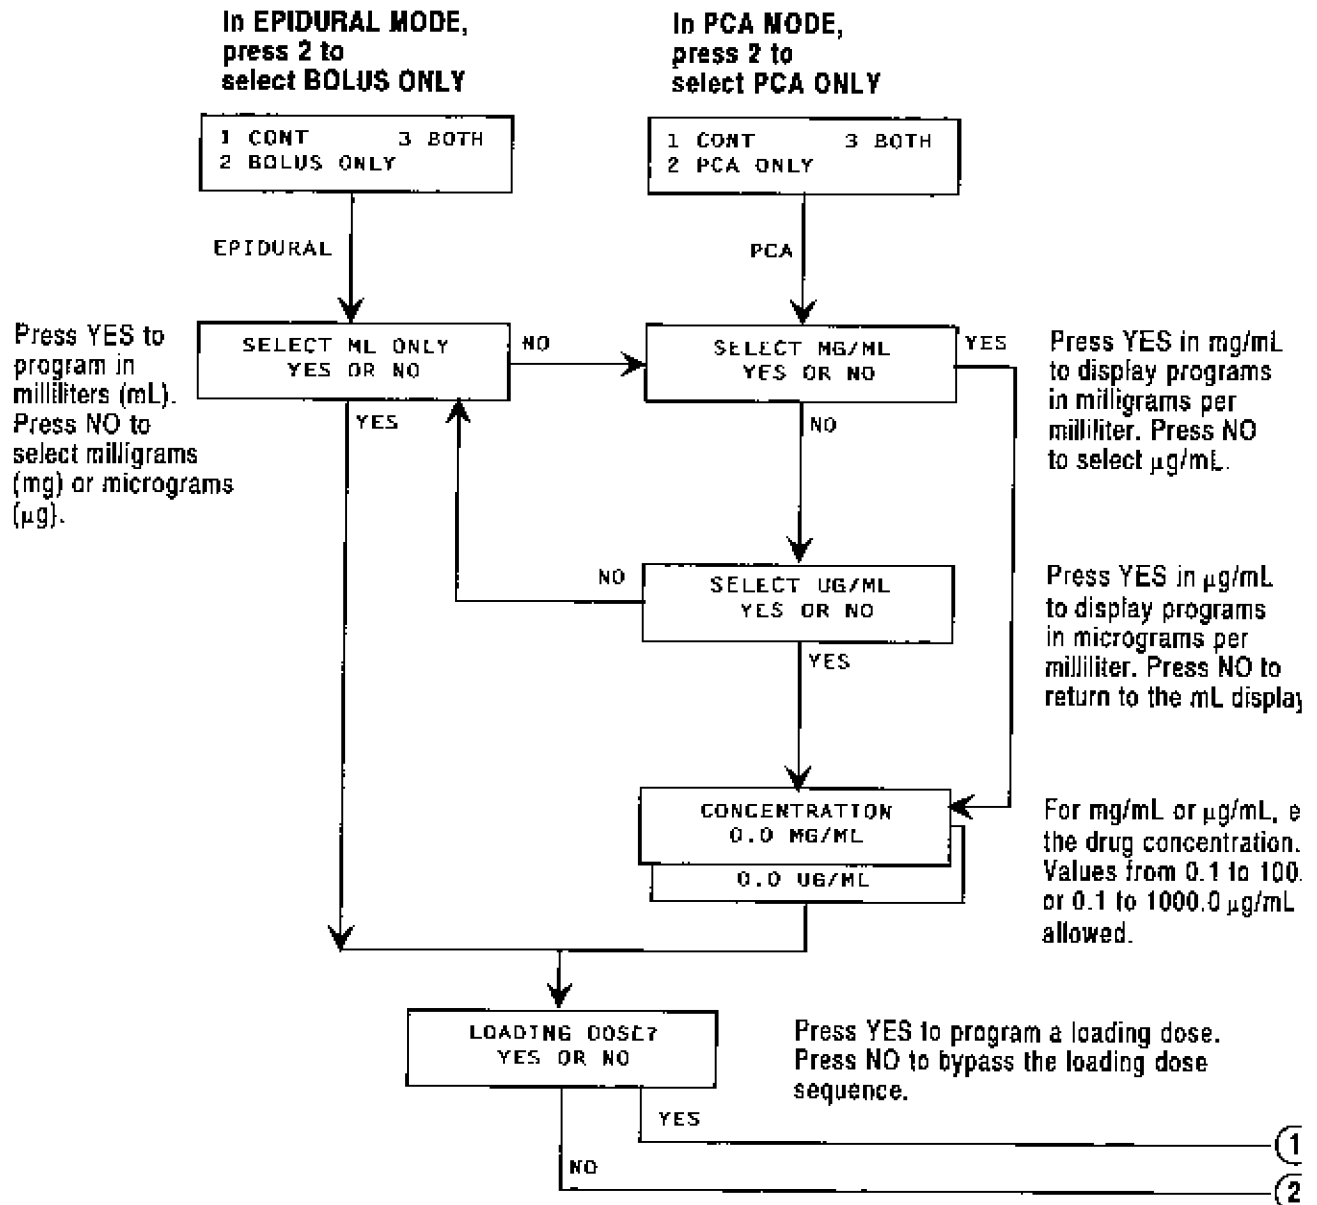 In EPIDURAL MODE,
press 2 to
select BOLUS ONLY
In PCA MODE,
press 2 to
select PCA ONLY
1 CONT 3 BOTH
2 BOLUS ONLY
1 CONT 3 BOTH
2 PCA ONLY
EPIDURAL
PCA
Press YES to
program in
milliliters (mL).
Press NO to
select milligrams
(mg) or micrograms
(µg).
SELECT ML ONLY
YES OR NO
NO
YES
SELECT MG/ML
YES OR NO
YES
NO
Press YES in mg/mL
to display programs
in milligrams per
milliliter. Press NO
to select µg/mL.
NO
SELECT UG/ML
YES OR NO
YES
Press YES in µg/mL
to display programs
in micrograms per
milliliter. Press NO to
return to the mL display
CONCENTRATION
0.0 MG/ML
0.0 UG/ML
For mg/mL or µg/mL, e
the drug concentration.
Values from 0.1 to 100.
or 0.1 to 1000.0 µg/mL
allowed.
LOADING DOSE?
YES OR NO
Press YES to program a loading dose.
Press NO to bypass the loading dose
sequence.
YES
1
NO
2